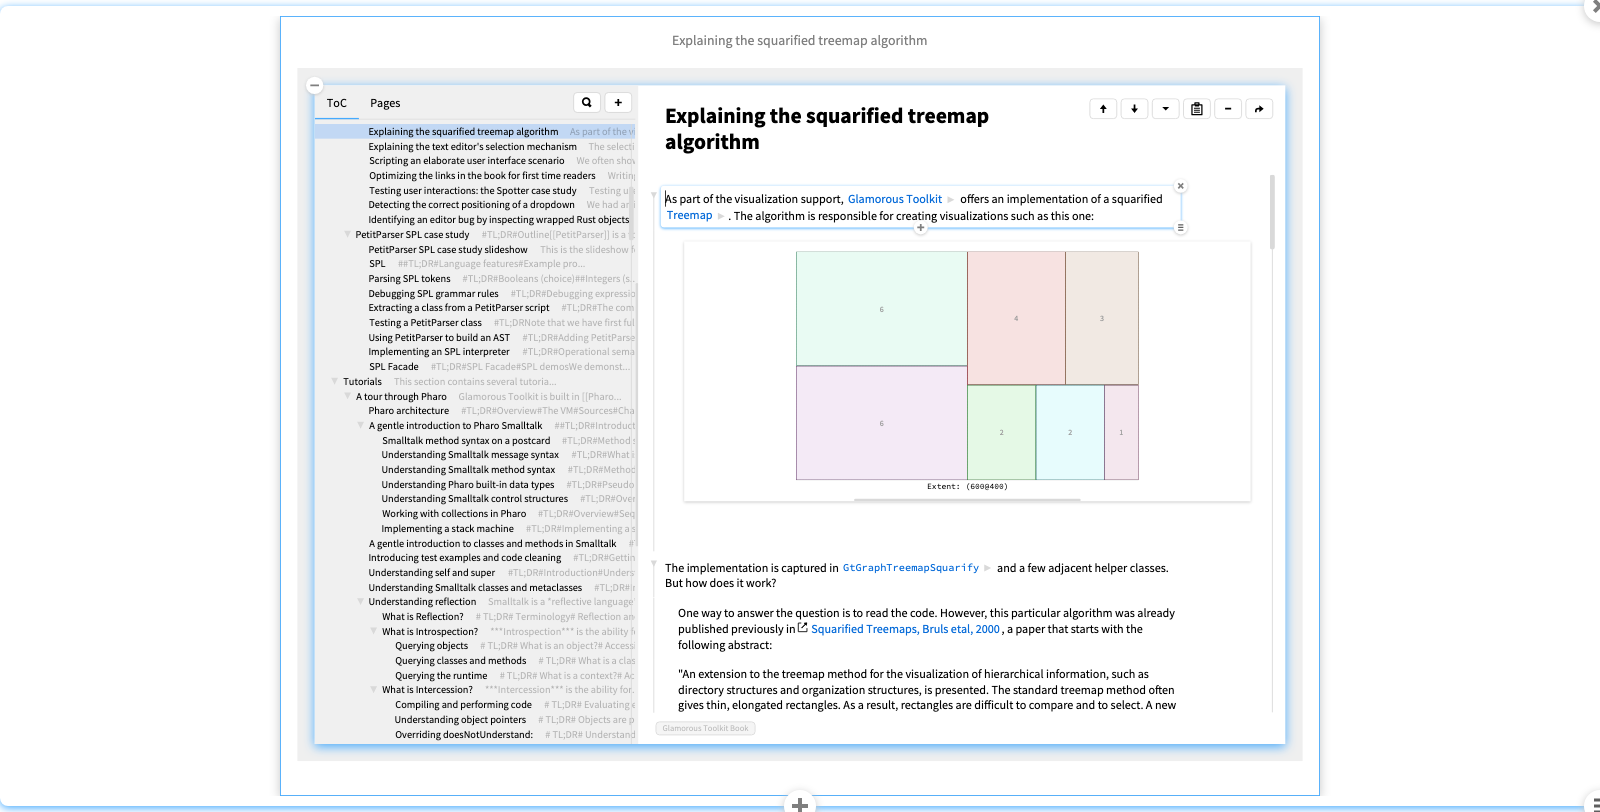 Explaining the squarified treemap algorithm
ToC Pages
Explaining the squarified treemap algorithm As part of the
Explaining the text editor's selection mechanism The selecti
Scripting an elaborate user interface scenario We often shov
Optimizing the links in the book for first time readers Writin
Testing user interactions: the Spotter case study Testing u
Detecting the correct positioning of a dropdown We had a
Identifying an editor bug by inspecting wrapped Rust objects
PetitParser SPL case study #TL;DR#Outline[[PetitParser]] is a
PetitParser SPL case study slideshow This is the slideshow f
SPL ##TL;DR#Language features#Example pro...
Parsing SPL tokens #TL;DR#Booleans (choice)##Integers (s...
Debugging SPL grammar rules #TL;DR#Debugging expressio
Extracting a class from a PetitParser script #TL;DR#The com
Testing a PetitParser class #TL;DRNote that we have first ful
Using PetitParser to build an AST #TL;DR#Adding PetitParse
Implementing an SPL interpreter #TL;DR#Operational sema
SPL Facade #TL;DR#SPL Facade#SPL demosWe demonst...
Tutorials This section contains several tutoria...
A tour through Pharo Glamorous Toolkit is built in [[Pharo...
Pharo architecture #TL;DR#Overview#The VM#Sources#Cha
A gentle introduction to Pharo Smalltalk ##TL;DR#Introduct
Smalltalk method syntax on a postcard #TL;DR#Method s
Understanding Smalltalk message syntax #TL;DR#What i
Understanding Smalltalk method syntax #TL;DR#Method
Understanding Pharo built-in data types #TL;DR#Pseudo
Understanding Smalltalk control structures #TL;DR#Over
Working with collections in Pharo #TL;DR#Overview#Seq
Implementing a stack machine #TL;DR#Implementing a s
A gentle introduction to classes and methods in Smalltalk #
Introducing test examples and code cleaning #TL;DR#Gettin
Understanding self and super #TL;DR#Introduction#Unders
Understanding Smalltalk classes and metaclasses #TL;DR#
Understanding reflection Smalltalk is a *reflective language*
What is Reflection? # TL;DR# Terminology# Reflection an
What is Introspection? ***Introspection*** is the ability f
Querying objects # TL;DR# What is an object?# Access
Querying classes and methods # TL;DR# What is a clas
Querying the runtime # TL;DR# What is a context?# Ac
What is Intercession? ***Intercession*** is the ability for...
Compiling and performing code # TL;DR# Evaluating e
Understanding object pointers # TL;DR# Objects are p
Overriding doesNotUnderstand: # TL;DR# Understand
Explaining the squarified treemap
algorithm
As part of the visualization support, Glamorous Toolkit offers an implementation of a squarified
Treemap . The algorithm is responsible for creating visualizations such as this one:
6
4
3
6
2
2
1
Extent: (600@400)
The implementation is captured in GtGraphTreemapSquarify and a few adjacent helper classes.
But how does it work?
One way to answer the question is to read the code. However, this particular algorithm was already
published previously in Squarified Treemaps, Bruls etal, 2000 , a paper that starts with the
following abstract:
"An extension to the treemap method for the visualization of hierarchical information, such as
directory structures and organization structures, is presented. The standard treemap method often
gives thin, elongated rectangles. As a result, rectangles are difficult to compare and to select. A new
Glamorous Toolkit Book